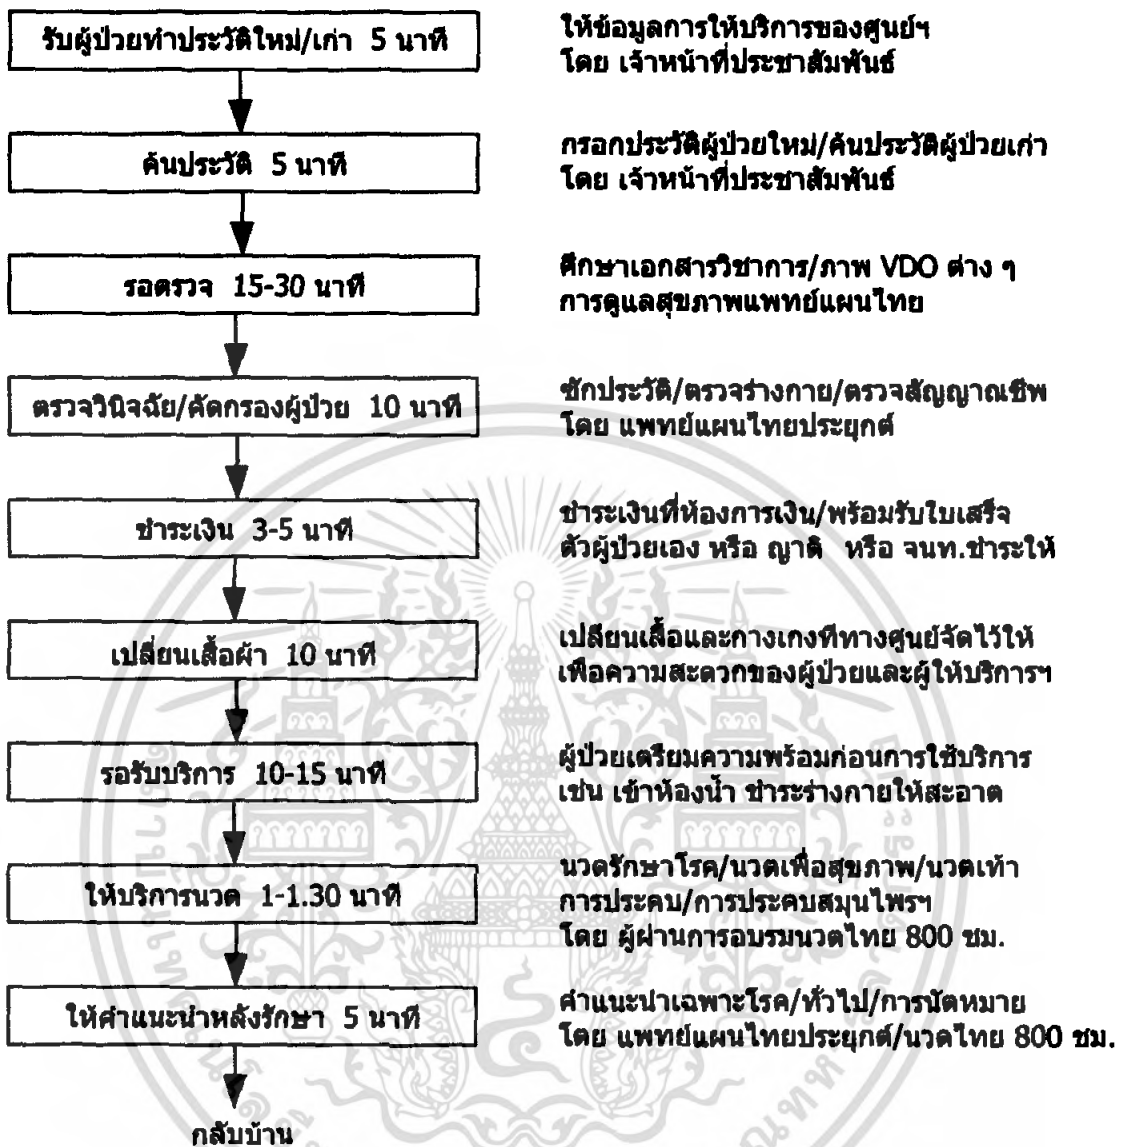 รับผู้ป่วยทำประวัติใหม่/เก่า 5 นาที
ให้ข้อมูลการให้บริการของศูนย์ฯ
โดย เจ้าหน้าที่ประชาสัมพันธ์
ค้นประวัติ 5 นาที
กรอกประวัติผู้ป่วยใหม่/ค้นประวัติผู้ป่วยเก่า
โดย เจ้าหน้าที่ประชาสัมพันธ์
รอตรวจ 15-30 นาที
ศึกษาเอกสารวิชาการ/ภาพ VDO ต่าง ๆ
การดูแลสุขภาพแพทย์แผนไทย
ตรวจวินิจฉัย/คัดกรองผู้ป่วย 10 นาที
ซักประวัติ/ตรวจร่างกาย/ตรวจสัญญาณชีพ
โดย แพทย์แผนไทยประยุกต์
ชำระเงิน 3-5 นาที
ชำระเงินที่ห้องการเงิน/พร้อมรับใบเสร็จ
ตัวผู้ป่วยเอง หรือ ญาติ หรือ จนท.ชำระให้
เปลี่ยนเสื้อผ้า 10 นาที
เปลี่ยนเสื้อและกางเกงที่ทางศูนย์จัดไว้ให้
เพื่อความสะดวกของผู้ป่วยและผู้ให้บริการฯ
รอรับบริการ 10-15 นาที
ผู้ป่วยเตรียมความพร้อมก่อนการใช้บริการ
เช่น เข้าห้องน้ำ ชำระร่างกายให้สะอาด
ให้บริการนวด 1-1.30 นาที
นวดรักษาโรค/นวดเพื่อสุขภาพ/นวดเท้า
การประคบ/การประคบสมุนไพรฯ
โดย ผู้ผ่านการอบรมนวดไทย 800 ชม.
ให้คำแนะนำหลังรักษา 5 นาที
คำแนะนำเฉพาะโรค/ทั่วไป/การนัดหมาย
โดย แพทย์แผนไทยประยุกต์/นวดไทย 800 ชม.
กลับบ้าน